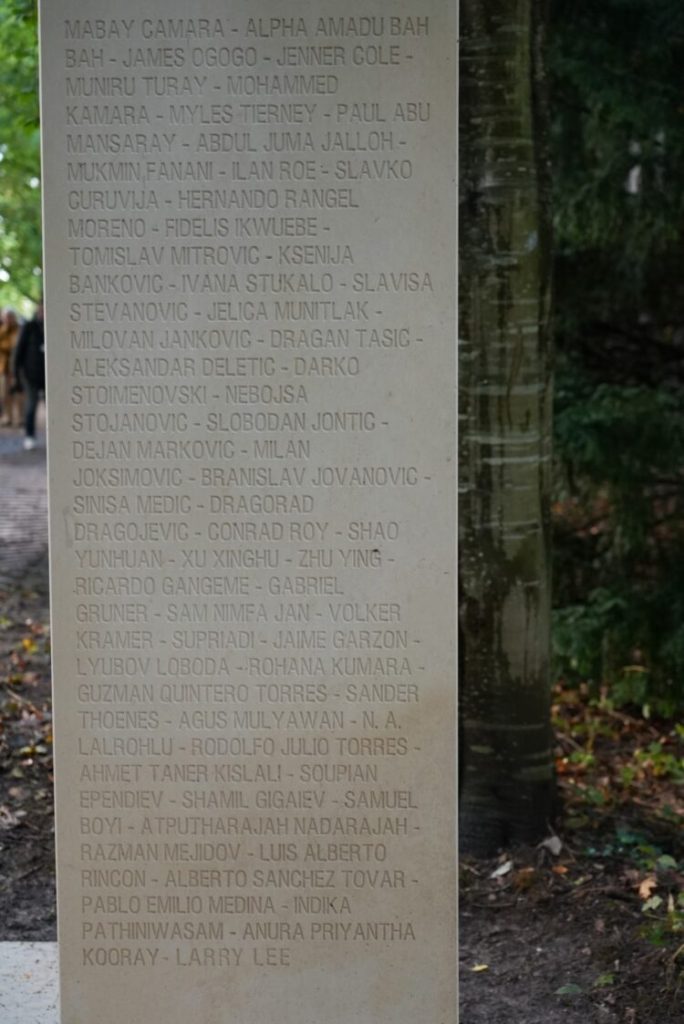 MABAY CAMARA - ALPHA AMADU BAH
BAH - JAMES OGOGO - JENNER COLE -
MUNIRU TURAY - MOHAMMED
KAMARA - MYLES TIERNEY - PAUL ABU
MANSARAY - ABDUL JUMA JALLOH -
MUKMIN FANANI - ILAN ROE - SLAVKO
CURUVIJA - HERNANDO RANGEL
MORENO - FIDELIS IKWUEBE -
TOMISLAV MITROVIC - KSENIJA
BANKOVIC - IVANA STUKALO - SLAVISA
STEVANOVIC - JELICA MUNITLAK -
MILOVAN JANKOVIC - DRAGAN TASIC -
ALEKSANDAR DELETIC - DARKO
STOIMENOVSKI - NEBOJSA
STOJANOVIC - SLOBODAN JONTIC -
DEJAN MARKOVIC - MILAN
JOKSIMOVIC - BRANISLAV JOVANOVIC -
SINISA MEDIC - DRAGORAD
DRAGOJEVIC - CONRAD ROY - SHAO
YUNHUAN - XU XINGHU - ZHU YING -
RICARDO GANGEME - GABRIEL
GRUNER - SAM NIMFA JAN - VOLKER
KRAMER - SUPRIADI - JAIME GARZON -
LYUBOV LOBODA - ROHANA KUMARA -
GUZMAN QUINTERO TORRES - SANDER
THOENES - AGUS MULYAWAN - N. A.
LALROHLU - RODOLFO JULIO TORRES -
AHMET TANER KISLALI - SOUPIAN
EPENDIEV - SHAMIL GIGAIEV - SAMUEL
BOYI - ATPUTHARAJAH NADARAJAH -
RAZMAN MEJIDOV - LUIS ALBERTO
RINCON - ALBERTO SANCHEZ TOVAR -
PABLO EMILIO MEDINA - INDIKA
PATHINIWASAM - ANURA PRIYANTHA
KOORAY - LARRY LEE